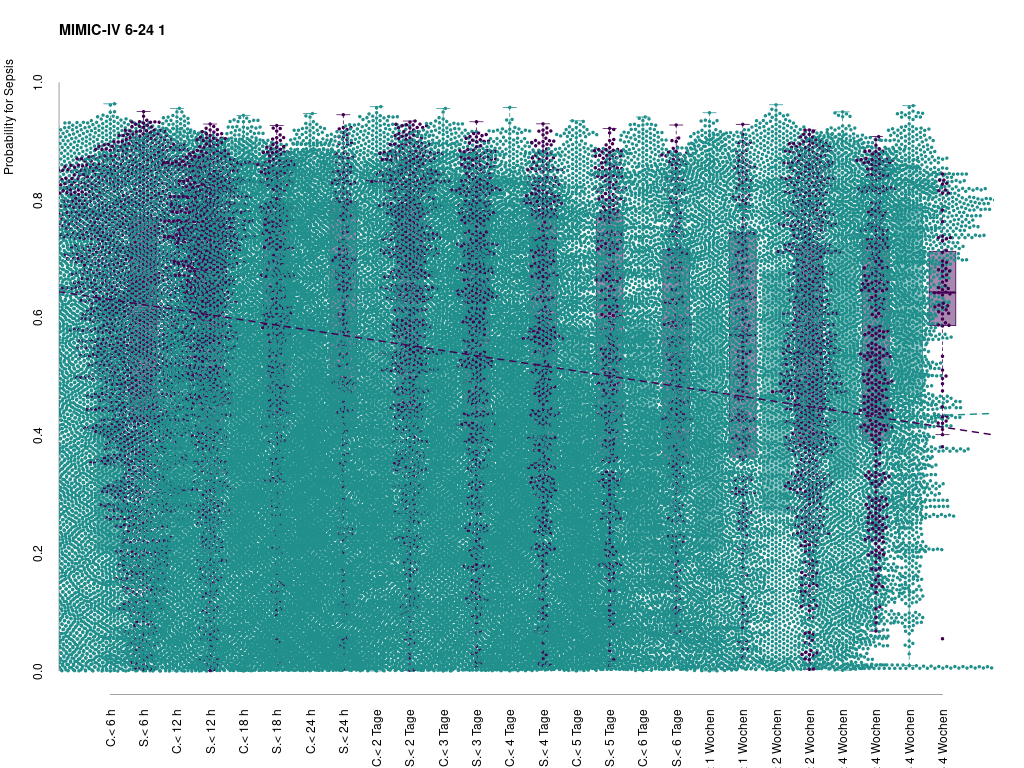 MIMIC-IV 6-24 1
Probability for Sepsis
1.0
0.8
0.6
0.4
0.2
0.0
C.< 6 h
S.< 6 h
C.< 12 h
S.< 12 h
C.< 18 h
S.< 18 h
C.< 24 h
S.< 24 h
C.< 2 Tage
S.< 2 Tage
C.< 3 Tage
S.< 3 Tage
C.< 4 Tage
S.< 4 Tage
C.< 5 Tage
S.< 5 Tage
C.< 6 Tage
S.< 6 Tage
1 Wochen
1 Wochen
2 Wochen
2 Wochen
4 Wochen
4 Wochen
4 Wochen
4 Wochen